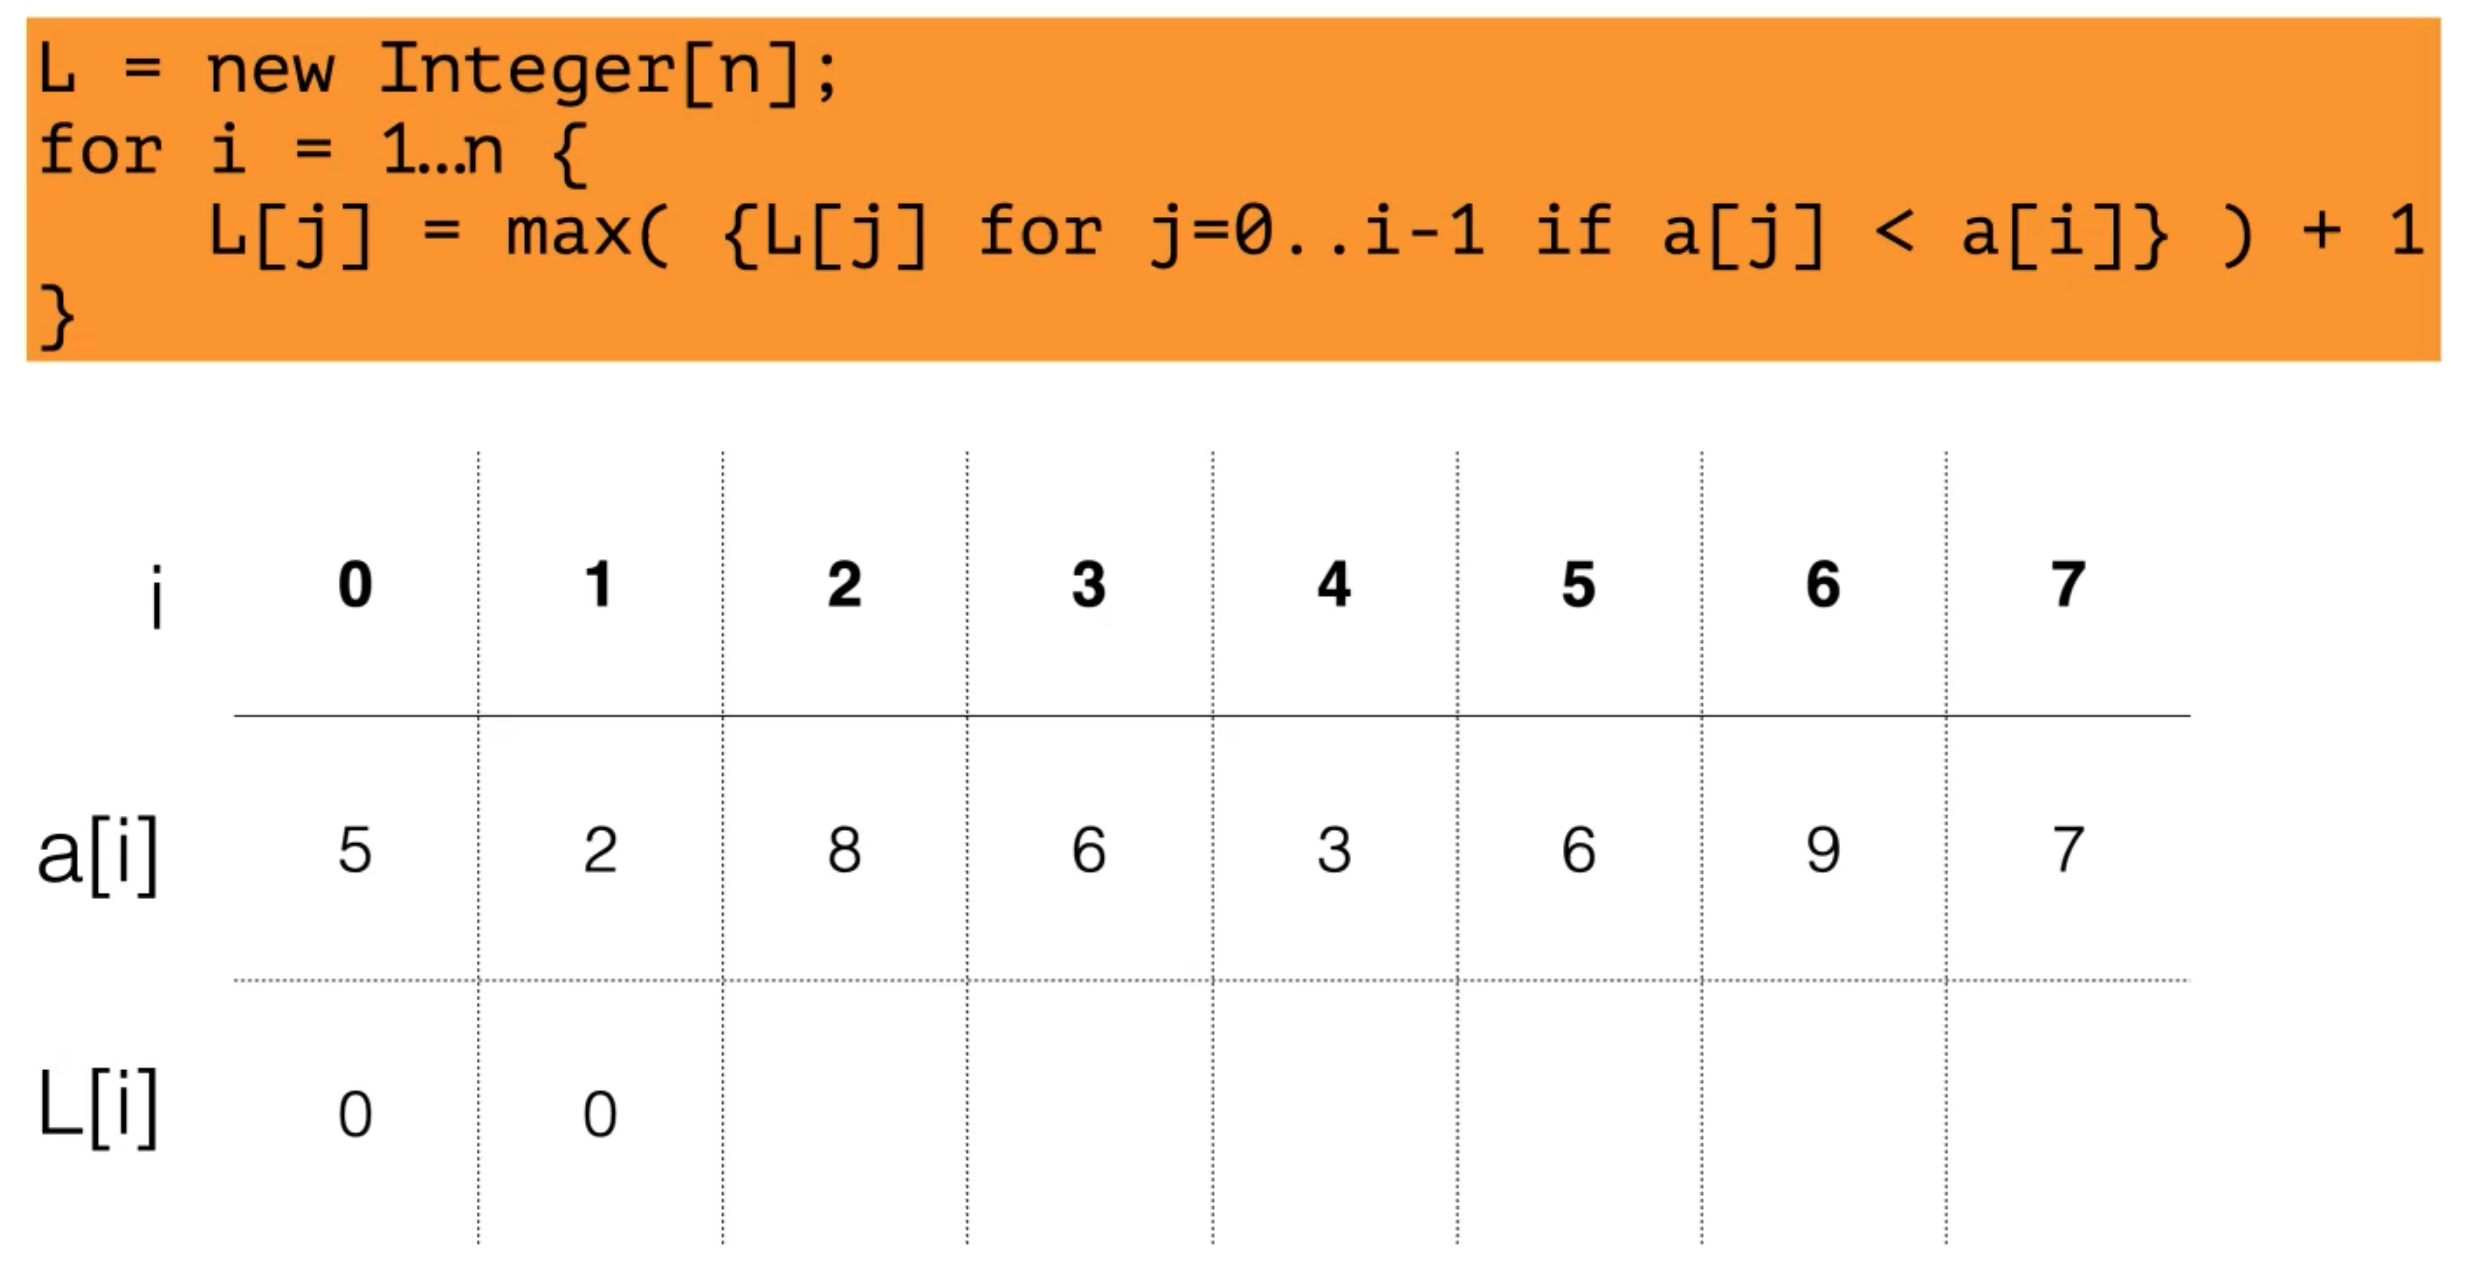 L = new Integer[n];
for i = 1…n {
    L[j] = max( {L[j] for j=0..i-1 if a[j] < a[i]} ) + 1
}
i 0 1 2 3 4 5 6 7
a[i] 5 2 8 6 3 6 9 7
L[i] 0 0